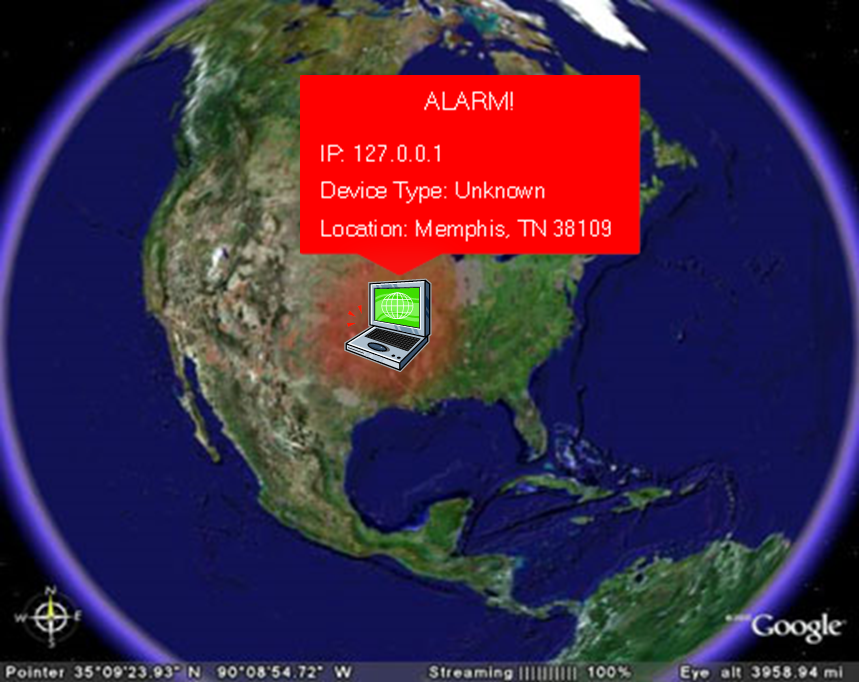 ALARM!
IP: 127.0.0.1
Device Type: Unknown
Location: Memphis, TN 38109
N
W E
S
Google
Pointer 35°09'23.93" N 90°08'54.72" W Streaming |||||||||| 100% Eye alt 3958.94 mi